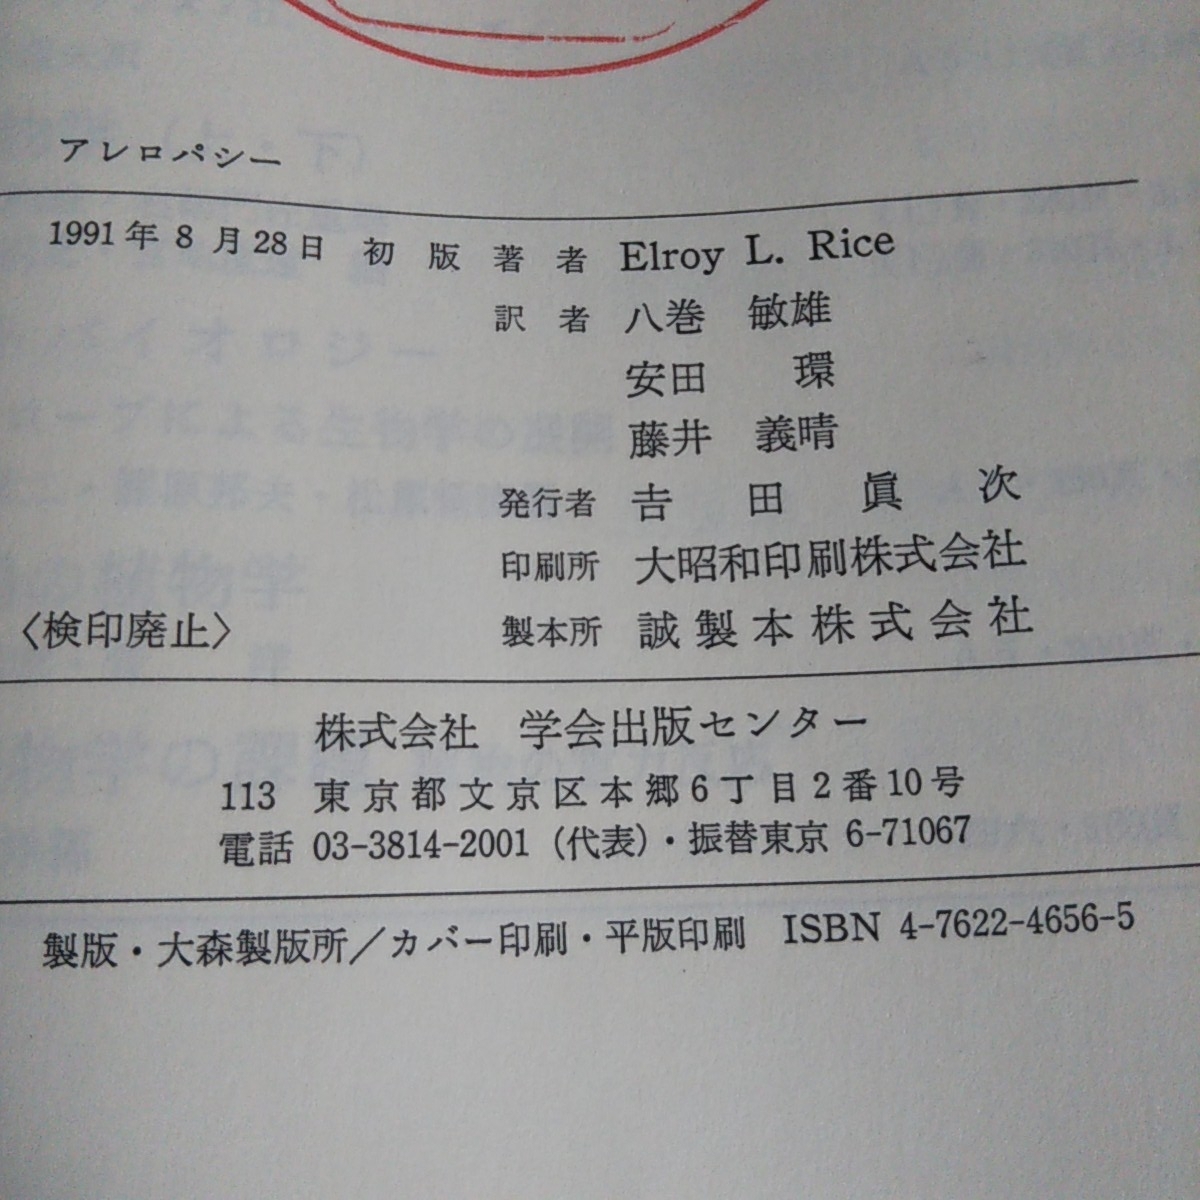 アレロパシー
1991年8月28日 初版 著者 Elroy L. Rice
訳者 八巻 敏雄
安田 環
藤井 義晴
発行者 吉田眞次
印刷所 大昭和印刷株式会社
〈検印廃止〉 製本所 誠製本株式会社
株式会社 学会出版センター
113 東京都文京区本郷6丁目2番10号
電話 03-3814-2001 (代表)・振替東京 6-71067
製版・大森製版所/カバー印刷・平版印刷 ISBN 4-7622-4656-5